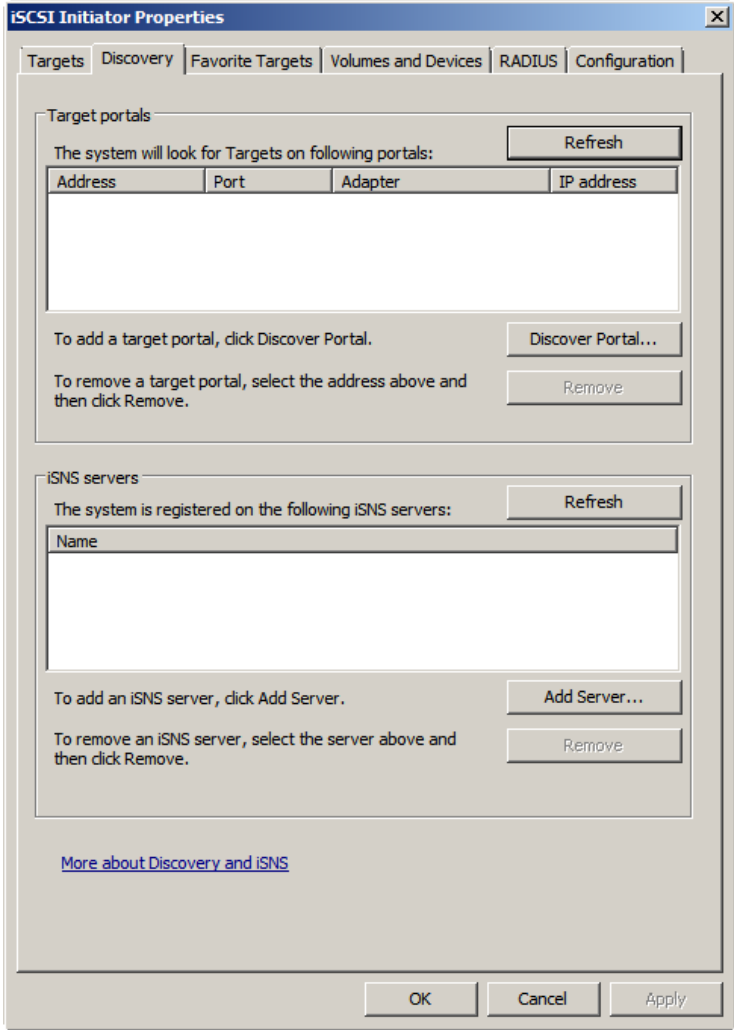 iSCSI Initiator Properties
Targets Discovery Favorite Targets Volumes and Devices RADIUS Configuration
Target portals
The system will look for Targets on following portals: Refresh
Address Port Adapter IP address
To add a target portal, click Discover Portal. Discover Portal...
To remove a target portal, select the address above and
then click Remove.
Remove
iSNS servers
The system is registered on the following iSNS servers: Refresh
Name
To add an iSNS server, click Add Server. Add Server...
To remove an iSNS server, select the server above and
then click Remove.
Remove
More about Discovery and iSNS
OK Cancel Apply